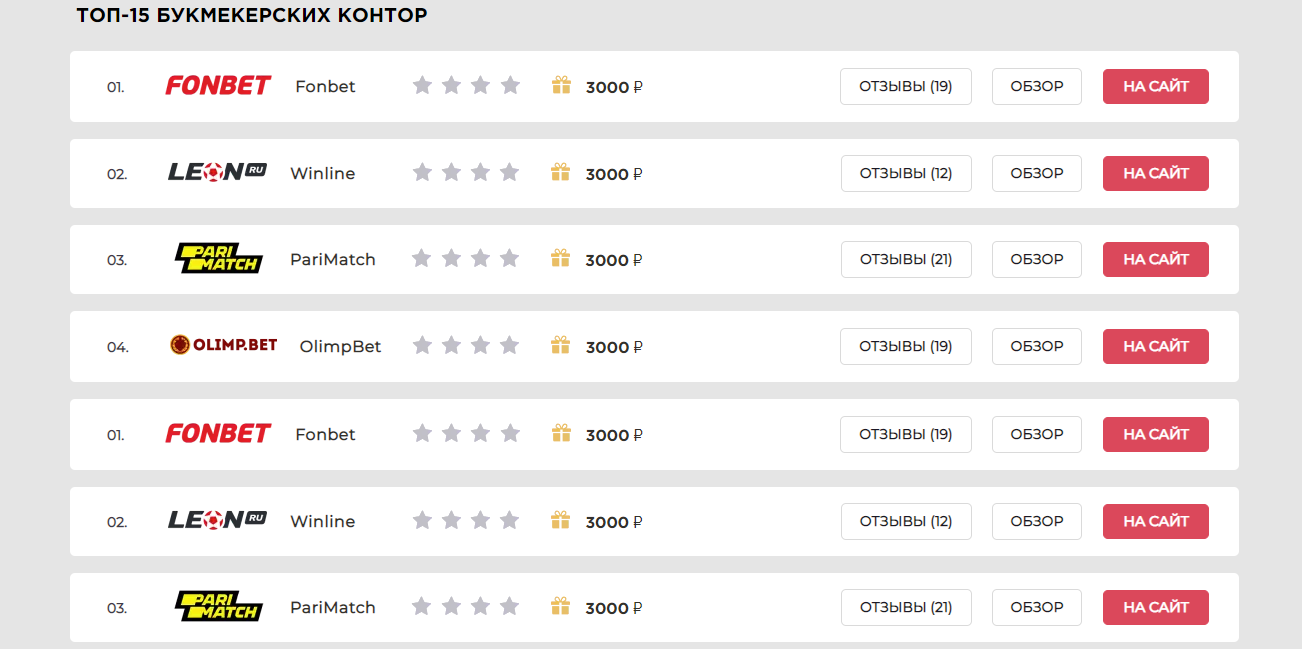 ТОП-15 БУКМЕКЕРСКИХ КОНТОР
01. FONBET Fonbet 3000 ₽ ОТЗЫВЫ (19) ОБЗОР НА САЙТ
02. LEON RU Winline 3000 ₽ ОТЗЫВЫ (12) ОБЗОР НА САЙТ
03. PARI MATCH PariMatch 3000 ₽ ОТЗЫВЫ (21) ОБЗОР НА САЙТ
04. OLIMP.BET OlimpBet 3000 ₽ ОТЗЫВЫ (19) ОБЗОР НА САЙТ
01. FONBET Fonbet 3000 ₽ ОТЗЫВЫ (19) ОБЗОР НА САЙТ
02. LEON RU Winline 3000 ₽ ОТЗЫВЫ (12) ОБЗОР НА САЙТ
03. PARI MATCH PariMatch 3000 ₽ ОТЗЫВЫ (21) ОБЗОР НА САЙТ